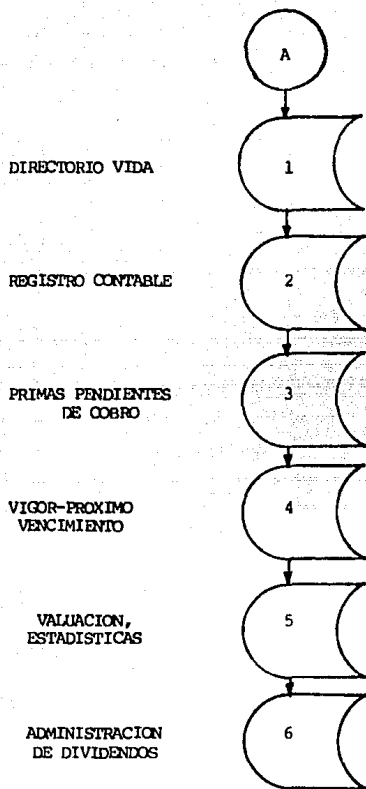 A
DIRECTORIO VIDA
1
REGISTRO CONTABLE
2
PRIMAS PENDIENTES
DE COBRO
3
VIGOR-PROXIMO
VENCIMIENTO
4
VALUACION,
ESTADISTICAS
5
ADMINISTRACION
DE DIVIDENDOS
6